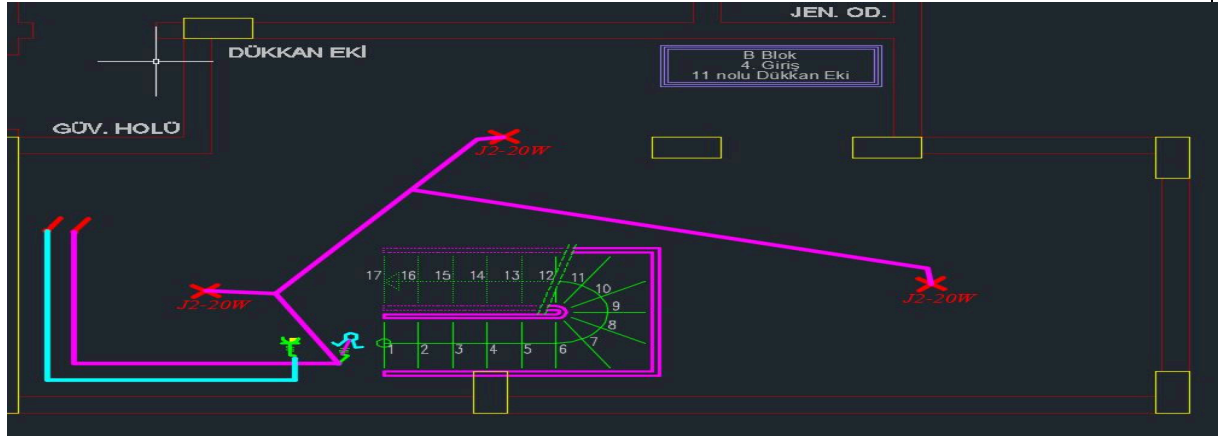 JEN. OD.
DÜKKAN EKİ
B Blok
4. Giriş
11 nolu Dükkan Eki
GÜV. HOLÜ
J2-20W
17 16 15 14 13 12 11
10
9
8
7
J2-20W
J2-20W
1 2 3 4 5 6